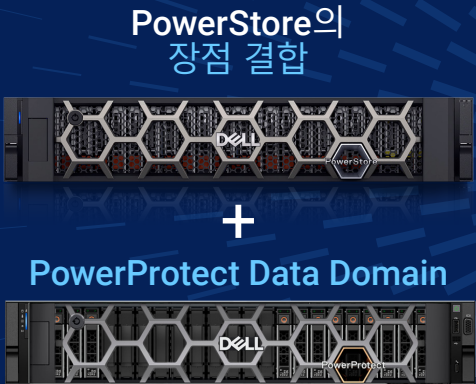 PowerStore의
장점 결합
DELL
PowerStore
+
PowerProtect Data Domain
DELL
PowerProtect